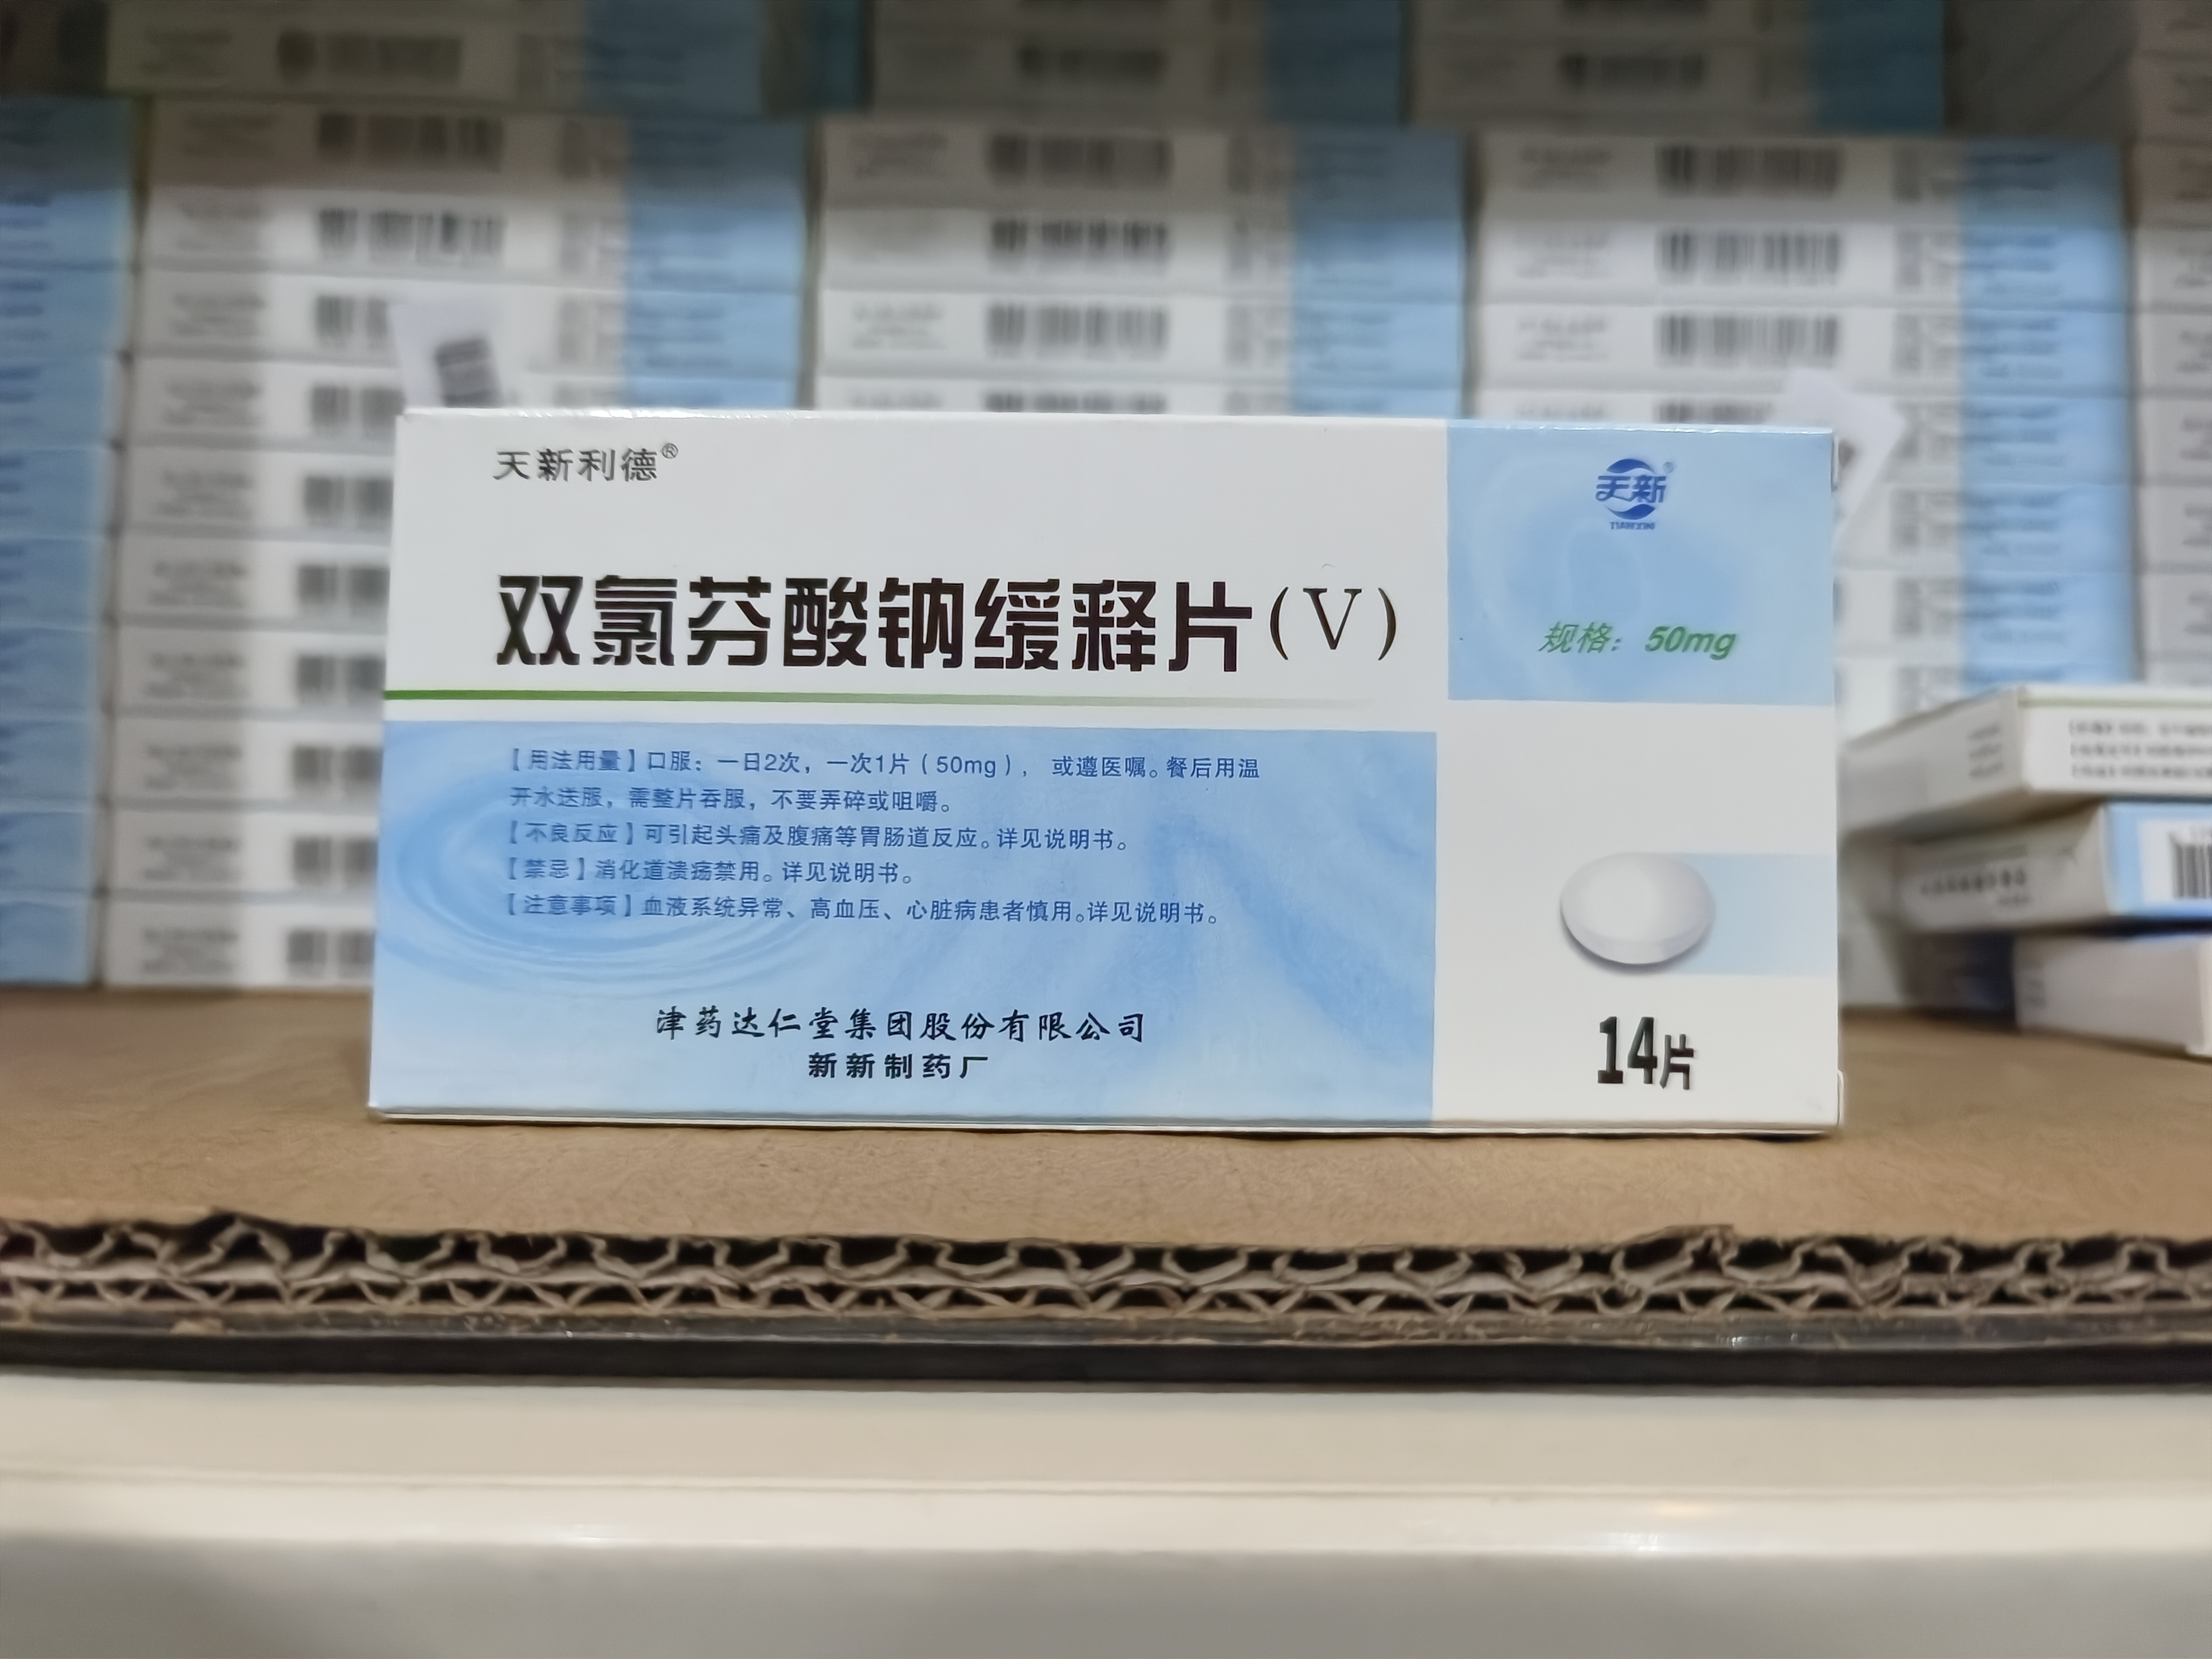 天新利德®
天新®
TIANXIN
双氯芬酸钠缓释片(V)
规格：50mg
【用法用量】口服：一日2次，一次1片（50mg），或遵医嘱。餐后用温
开水送服，需整片吞服，不要弄碎或咀嚼。
【不良反应】可引起头痛及腹痛等胃肠道反应。详见说明书。
【禁忌】消化道溃疡禁用。详见说明书。
【注意事项】血液系统异常、高血压、心脏病患者慎用。详见说明书。
津药达仁堂集团股份有限公司
新新制药厂
14片